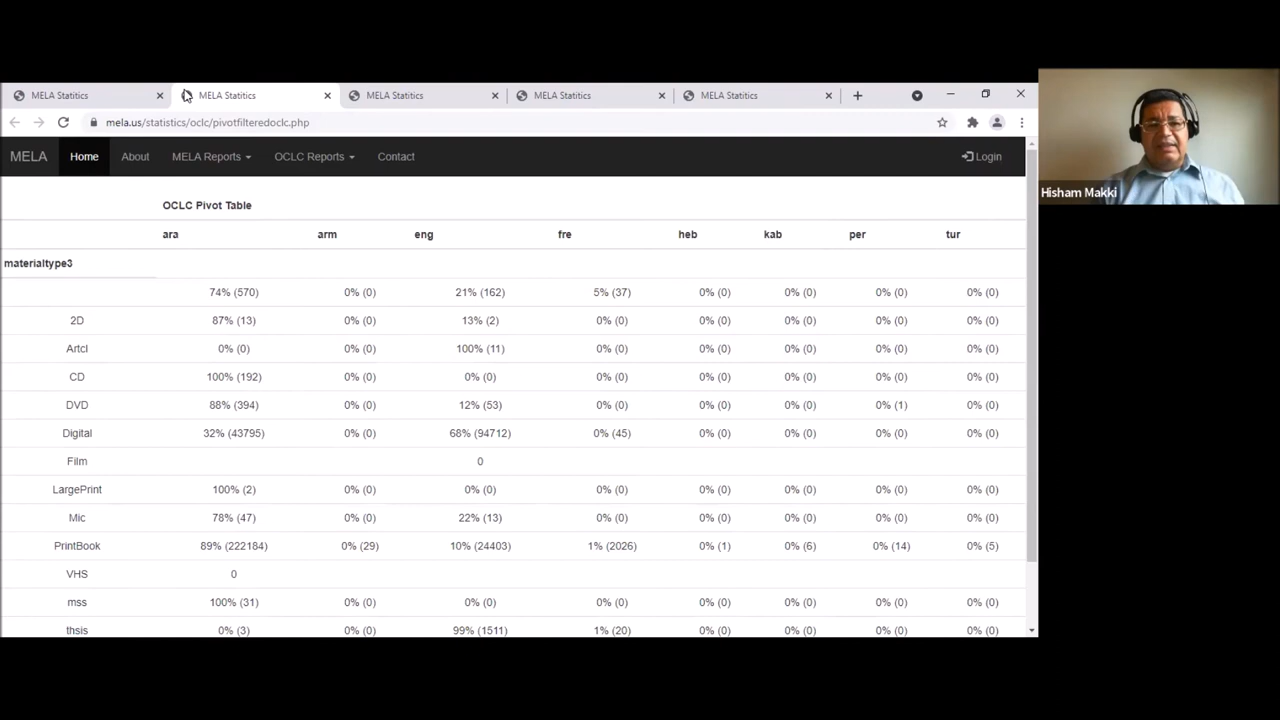 MELA Statitics MELA Statitics MELA Statitics MELA Statitics MELA Statitics
mela.us/statistics/oclc/pivotfilteredoclc.php
MELA Home About MELA Reports OCLC Reports Contact Login
Hisham Makki
OCLC Pivot Table
ara arm eng fre heb kab per tur
materialtype3
74% (570) 0% (0) 21% (162) 5% (37) 0% (0) 0% (0) 0% (0) 0% (0)
2D 87% (13) 0% (0) 13% (2) 0% (0) 0% (0) 0% (0) 0% (0) 0% (0)
Artcl 0% (0) 0% (0) 100% (11) 0% (0) 0% (0) 0% (0) 0% (0) 0% (0)
CD 100% (192) 0% (0) 0% (0) 0% (0) 0% (0) 0% (0) 0% (0) 0% (0)
DVD 88% (394) 0% (0) 12% (53) 0% (0) 0% (0) 0% (0) 0% (1) 0% (0)
Digital 32% (43795) 0% (0) 68% (94712) 0% (45) 0% (0) 0% (0) 0% (0) 0% (0)
Film 0
LargePrint 100% (2) 0% (0) 0% (0) 0% (0) 0% (0) 0% (0) 0% (0) 0% (0)
Mic 78% (47) 0% (0) 22% (13) 0% (0) 0% (0) 0% (0) 0% (0) 0% (0)
PrintBook 89% (222184) 0% (29) 10% (24403) 1% (2026) 0% (1) 0% (6) 0% (14) 0% (5)
VHS 0
mss 100% (31) 0% (0) 0% (0) 0% (0) 0% (0) 0% (0) 0% (0) 0% (0)
thsis 0% (3) 0% (0) 99% (1511) 1% (20) 0% (0) 0% (0) 0% (0) 0% (0)